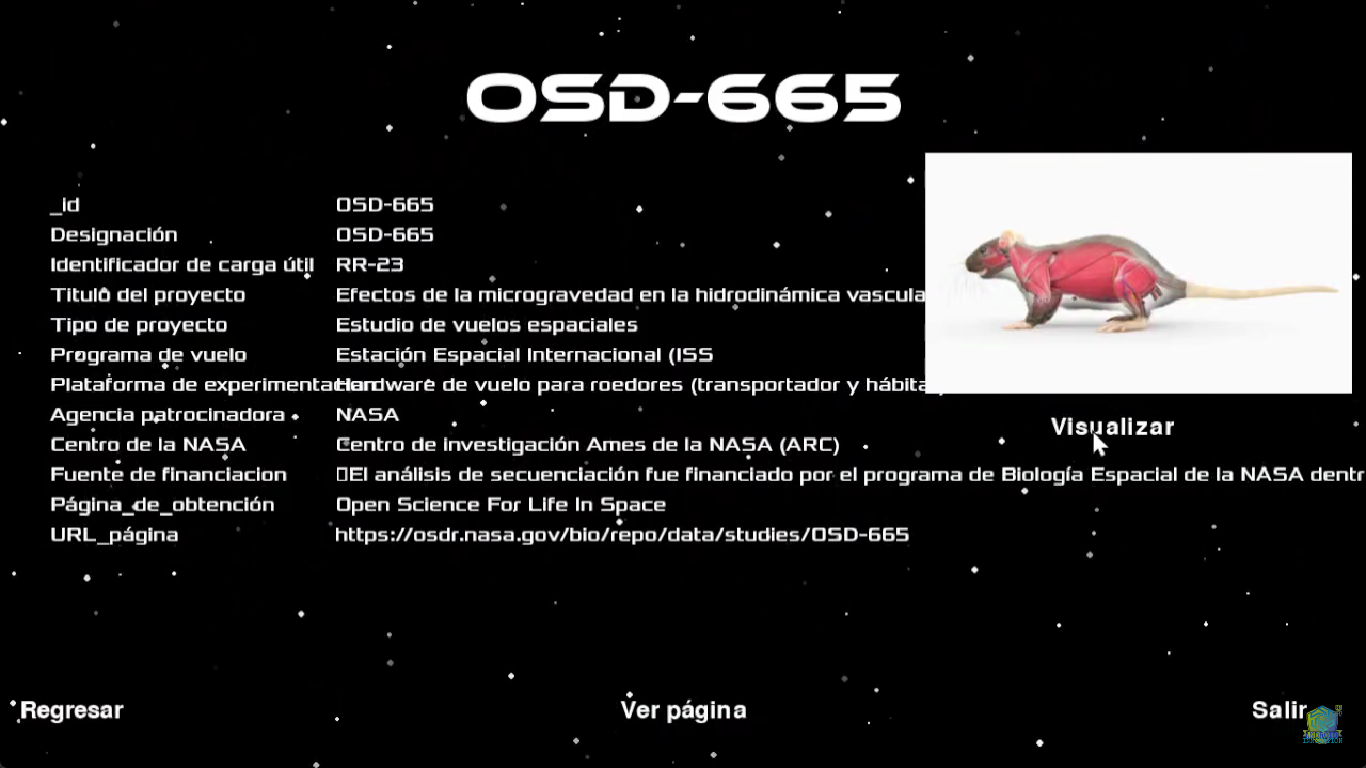 OSD-665
_id OSD-665
Designación OSD-665
Identificador de carga útil RR-23
Titulo del proyecto Efectos de la microgravedad en la hidrodinámica vascula
Tipo de proyecto Estudio de vuelos espaciales
Programa de vuelo Estación Espacial Internacional (ISS
Plataforma de experimentacion Hardware de vuelo para roedores (transportador y hábita
Agencia patrocinadora NASA
Centro de la NASA Centro de investigación Ames de la NASA (ARC)
Fuente de financiacion El análisis de secuenciación fue financiado por el programa de Biología Espacial de la NASA dentr
Página_de_obtención Open Science For Life In Space
URL_página https://osdr.nasa.gov/bio/repo/data/studies/OSD-665
Visualizar
Regresar Ver página Salir